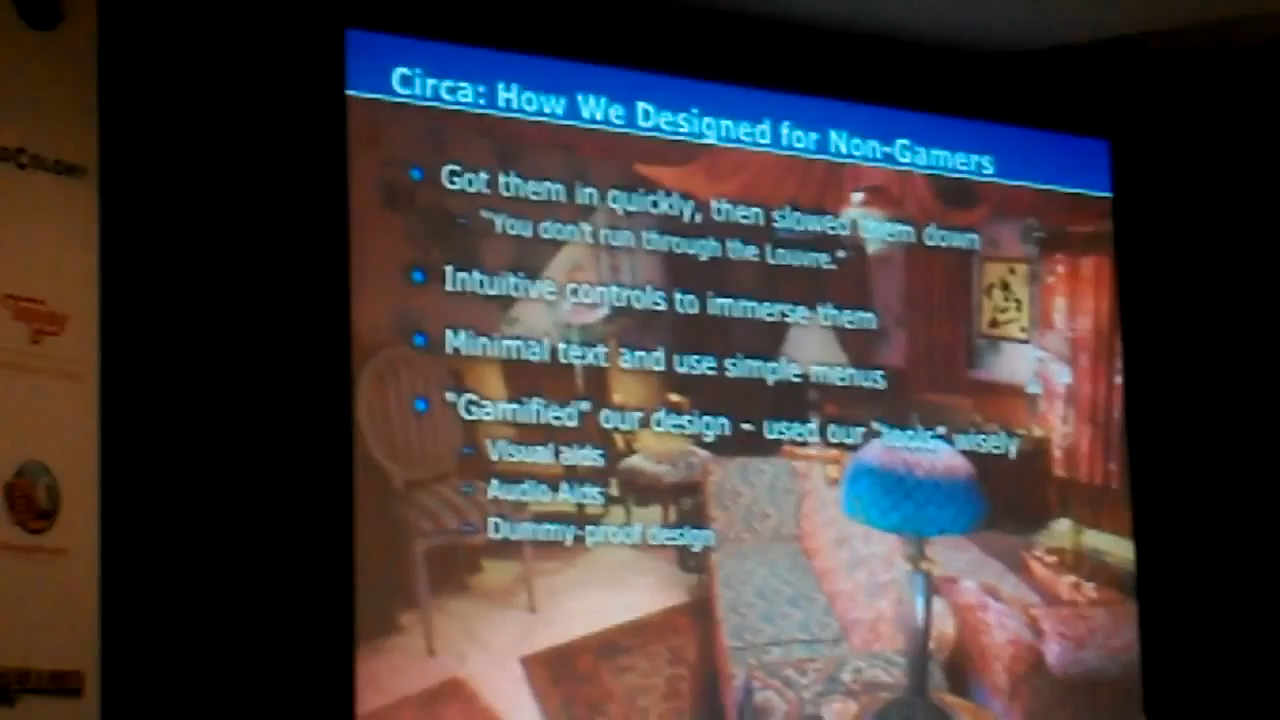 Circa: How We Designed for Non-Gamers
Got them in quickly, then slowed them down
- "You don't run through the Louvre."
Intuitive controls to immerse them
Minimal text and use simple menus
"Gamified" our design - used our "tools" wisely
- Visual aids
- Audio Aids
- Dummy-proof design